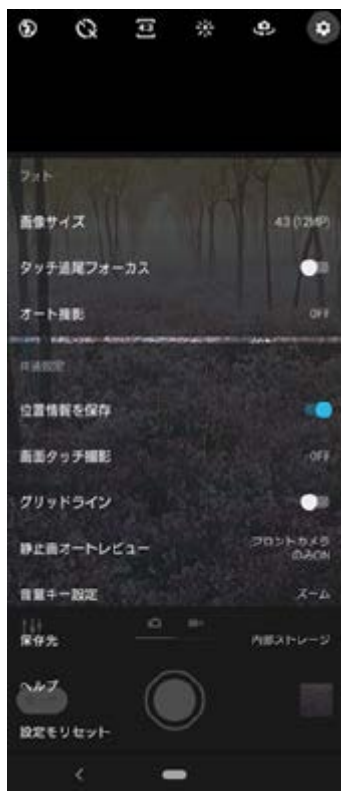 4:3
フォト
画像サイズ
4:3 (12MP)
タッチ追尾フォーカス
オート撮影
OFF
共通設定
位置情報を保存
画面タッチ撮影
OFF
グリッドライン
静止画オートレビュー
フロントカメラ
のみON
音量キー設定
ズーム
保存先
内部ストレージ
ヘルプ
設定をリセット